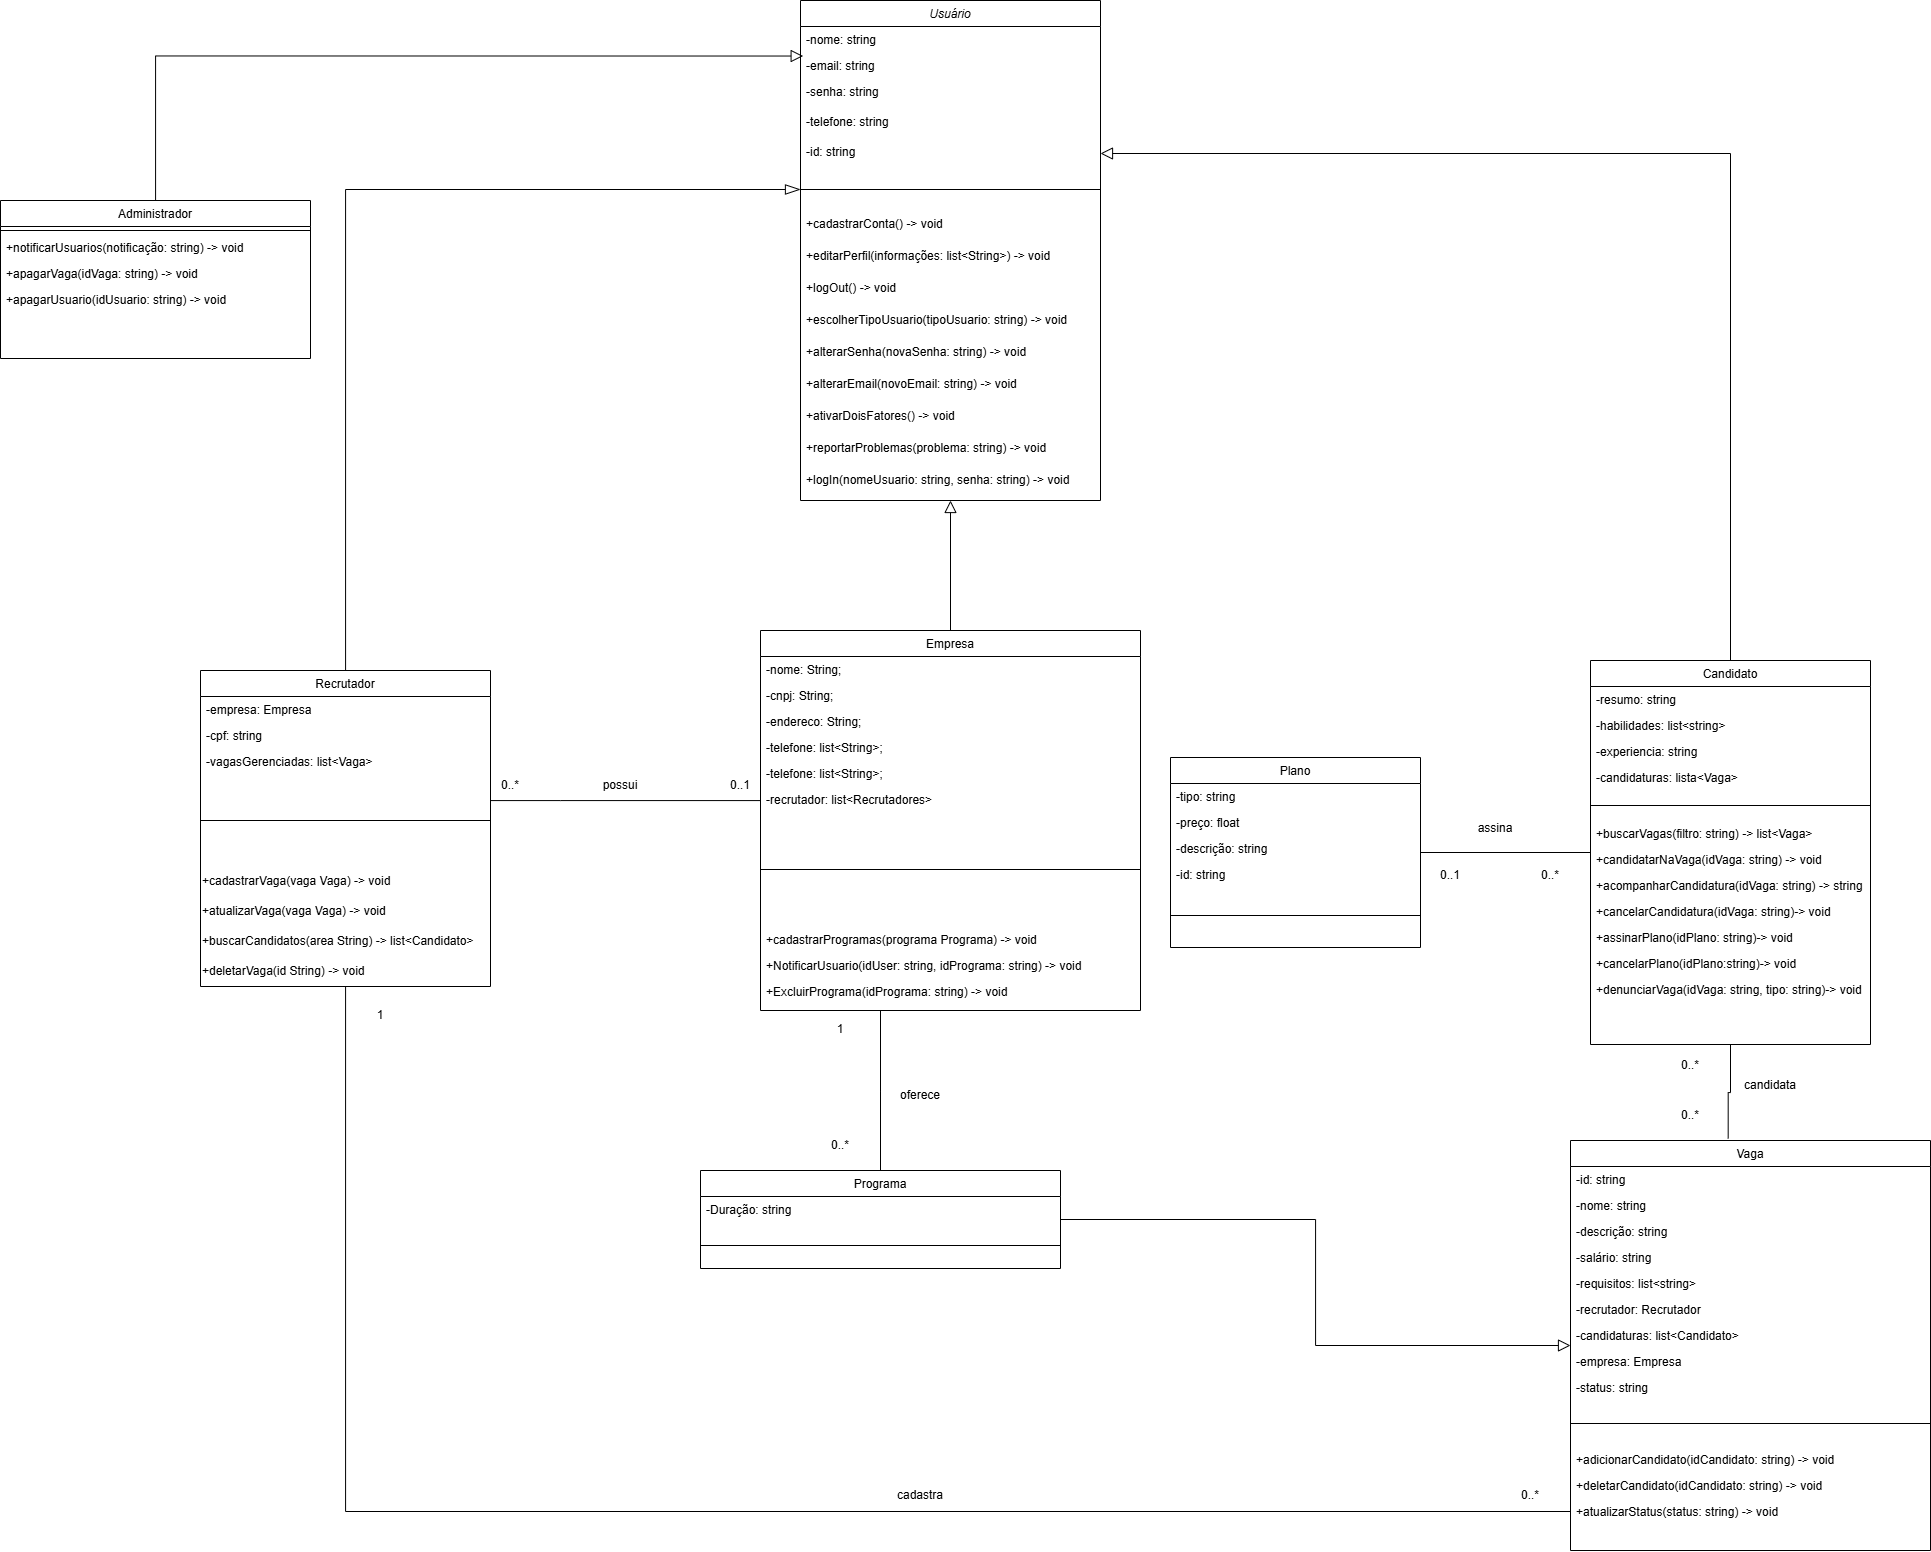 Usuário
-nome: string
-email: string
-senha: string
-telefone: string
-id: string
+cadastrarConta() -> void
+editarPerfil(informações: list<String>) -> void
+logOut() -> void
+escolherTipoUsuario(tipoUsuario: string) -> void
+alterarSenha(novaSenha: string) -> void
+alterarEmail(novoEmail: string) -> void
+ativarDoisFatores() -> void
+reportarProblemas(problema: string) -> void
+logIn(nomeUsuario: string, senha: string) -> void
Administrador
+notificarUsuarios(notificação: string) -> void
+apagarVaga(idVaga: string) -> void
+apagarUsuario(idUsuario: string) -> void
Recrutador
-empresa: Empresa
-cpf: string
-vagasGerenciadas: list<Vaga>
+cadastrarVaga(vaga Vaga) -> void
+atualizarVaga(vaga Vaga) -> void
+buscarCandidatos(area String) -> list<Candidato>
+deletarVaga(id String) -> void
0..*
possui
0..1
Empresa
-nome: String;
-cnpj: String;
-endereco: String;
-telefone: list<String>;
-telefone: list<String>;
-recrutador: list<Recrutadores>
+cadastrarProgramas(programa Programa) -> void
+NotificarUsuario(idUser: string, idPrograma: string) -> void
+ExcluirPrograma(idPrograma: string) -> void
Plano
-tipo: string
-preço: float
-descrição: string
-id: string
assina
0..1
0..*
Candidato
-resumo: string
-habilidades: list<string>
-experiencia: string
-candidaturas: lista<Vaga>
+buscarVagas(filtro: string) -> list<Vaga>
+candidatarNaVaga(idVaga: string) -> void
+acompanharCandidatura(idVaga: string) -> string
+cancelarCandidatura(idVaga: string)-> void
+assinarPlano(idPlano: string)-> void
+cancelarPlano(idPlano:string)-> void
+denunciarVaga(idVaga: string, tipo: string)-> void
1
1
oferece
0..*
0..*
candidata
0..*
Programa
-Duração: string
Vaga
-id: string
-nome: string
-descrição: string
-salário: string
-requisitos: list<string>
-recrutador: Recrutador
-candidaturas: list<Candidato>
-empresa: Empresa
-status: string
+adicionarCandidato(idCandidato: string) -> void
+deletarCandidato(idCandidato: string) -> void
+atualizarStatus(status: string) -> void
cadastra
0..*